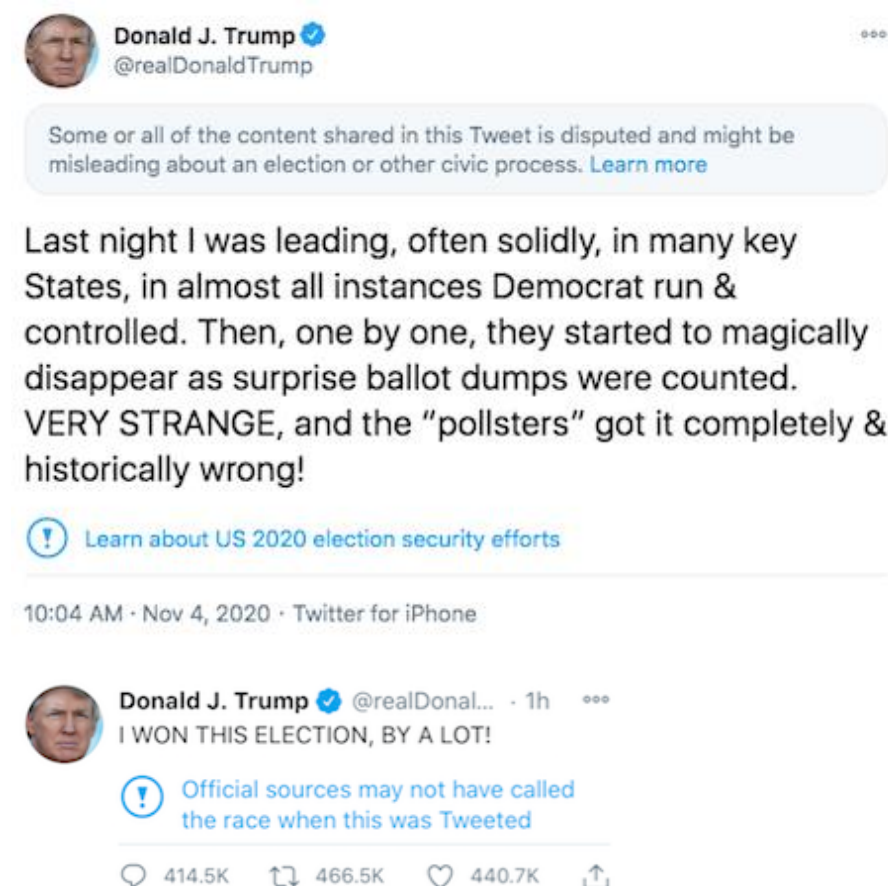 Donald J. Trump
@realDonaldTrump
Some or all of the content shared in this Tweet is disputed and might be
misleading about an election or other civic process. Learn more
Last night I was leading, often solidly, in many key
States, in almost all instances Democrat run &
controlled. Then, one by one, they started to magically
disappear as surprise ballot dumps were counted.
VERY STRANGE, and the “pollsters” got it completely &
historically wrong!
Learn about US 2020 election security efforts
10:04 AM · Nov 4, 2020 · Twitter for iPhone
Donald J. Trump @realDonal... · 1h
I WON THIS ELECTION, BY A LOT!
Official sources may not have called
the race when this was Tweeted
414.5K 466.5K 440.7K